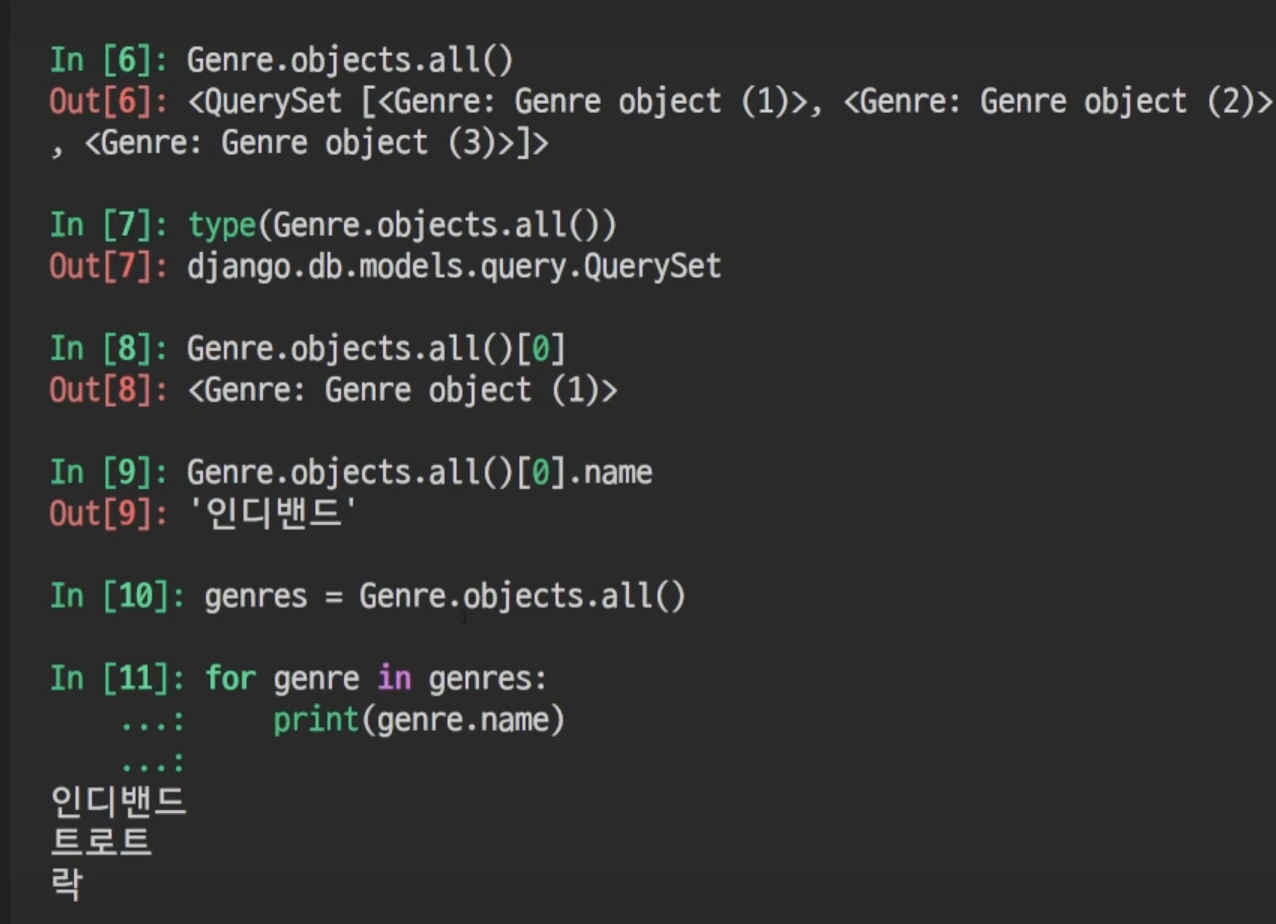 In [6]: Genre.objects.all()
Out[6]: <QuerySet [<Genre: Genre object (1)>, <Genre: Genre object (2)>
, <Genre: Genre object (3)>]>
In [7]: type(Genre.objects.all())
Out[7]: django.db.models.query.QuerySet
In [8]: Genre.objects.all()[0]
Out[8]: <Genre: Genre object (1)>
In [9]: Genre.objects.all()[0].name
Out[9]: '인디밴드'
In [10]: genres = Genre.objects.all()
In [11]: for genre in genres:
...: print(genre.name)
...:
인디밴드
트로트
락